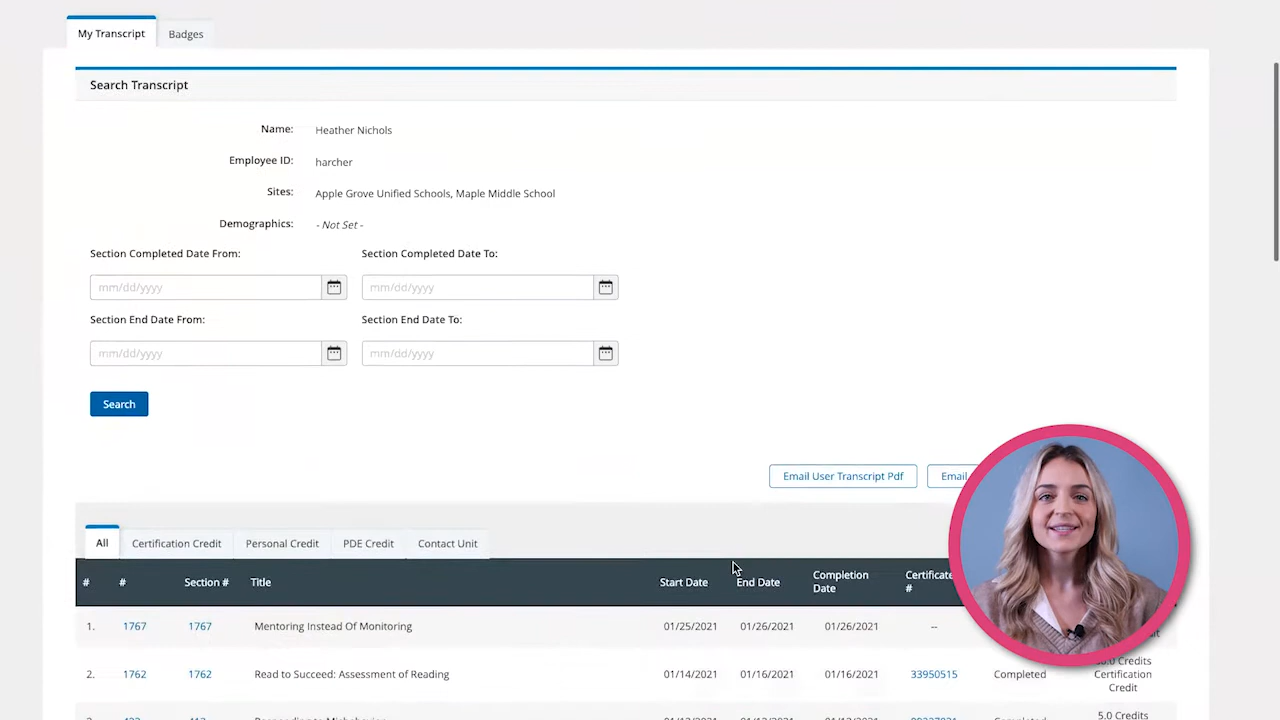 My Transcript Badges
Search Transcript
Name: Heather Nichols
Employee ID: harcher
Sites: Apple Grove Unified Schools, Maple Middle School
Demographics: - Not Set -
Section Completed Date From: Section Completed Date To:
mm/dd/yyyy mm/dd/yyyy
Section End Date From: Section End Date To:
mm/dd/yyyy mm/dd/yyyy
Search
Email User Transcript Pdf Email
All Certification Credit Personal Credit PDE Credit Contact Unit
# # Section # Title Start Date End Date Completion Date Certificate #
1. 1767 1767 Mentoring Instead Of Monitoring 01/25/2021 01/26/2021 01/26/2021 --
2. 1762 1762 Read to Succeed: Assessment of Reading 01/14/2021 01/16/2021 01/16/2021 33950515 Completed Credits
Certification
Credit
5.0 Credits